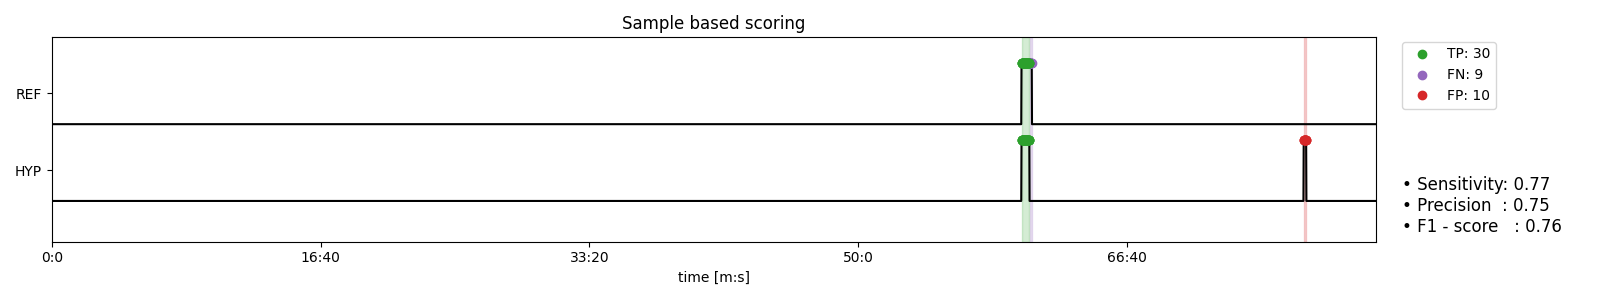 Sample based scoring
REF
HYP
0:0
16:40
33:20
50:0
66:40
time [m:s]
TP: 30
FN: 9
FP: 10
• Sensitivity: 0.77
• Precision  : 0.75
• F1 - score   : 0.76